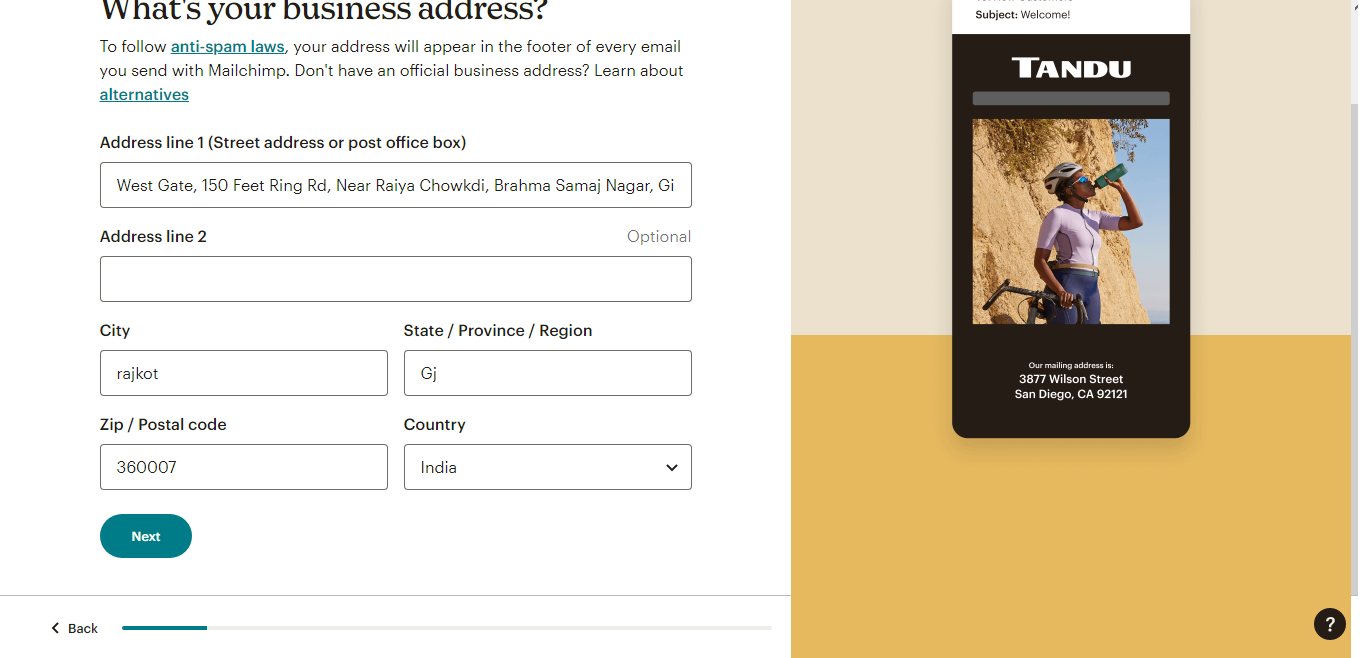 What's your business address?
To follow anti-spam laws, your address will appear in the footer of every email
you send with Mailchimp. Don't have an official business address? Learn about
alternatives
Address line 1 (Street address or post office box)
West Gate, 150 Feet Ring Rd, Near Raiya Chowkdi, Brahma Samaj Nagar, Gi
Address line 2
Optional
City
State / Province / Region
rajkot
Gj
Zip / Postal code
Country
360007
India
Next
Back
Subject: Welcome!
TANDU
Our mailing address is:
3877 Wilson Street
San Diego, CA 92121
?